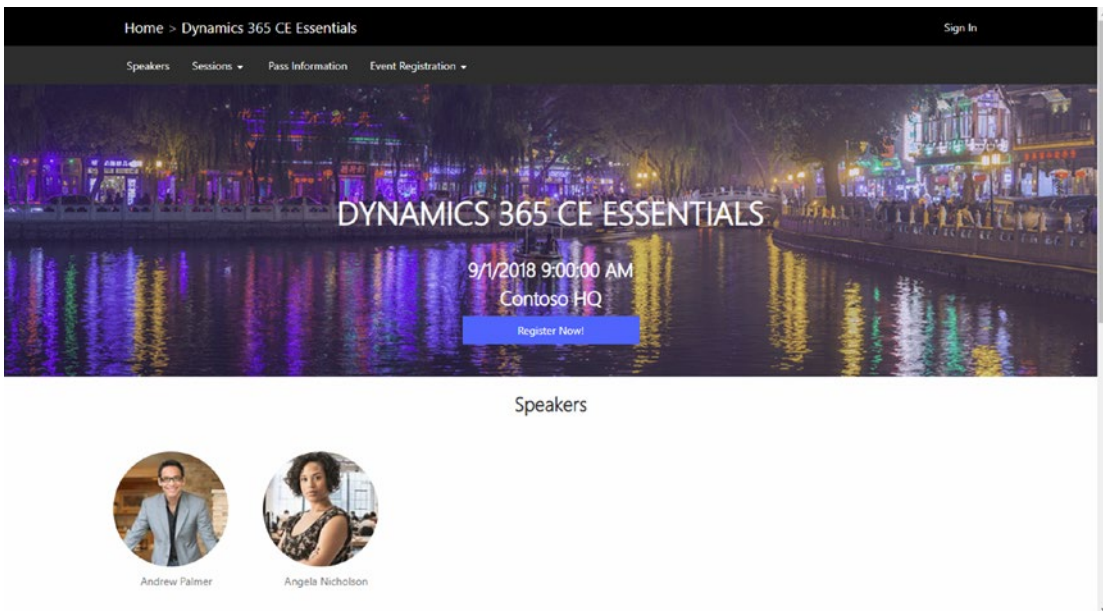 Home > Dynamics 365 CE Essentials
Sign In
Speakers
Sessions
Pass Information
Event Registration
DYNAMICS 365 CE ESSENTIALS
9/1/2018 9:00:00 AM
Contoso HQ
Register Now!
Speakers
Andrew Palmer
Angela Nicholson